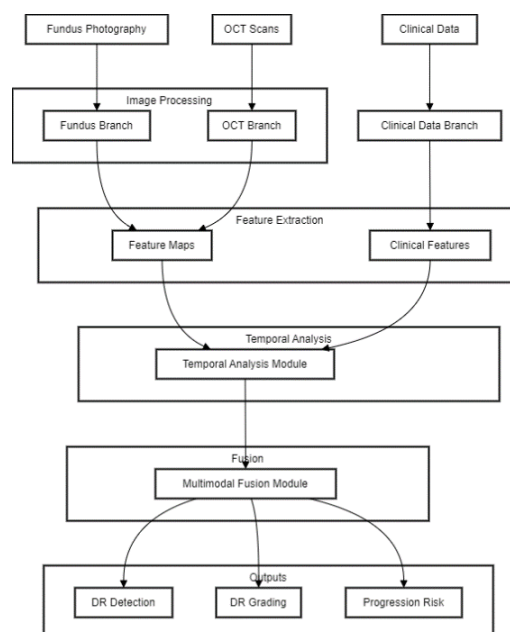 Fundus Photography
OCT Scans
Clinical Data
Image Processing
Fundus Branch
OCT Branch
Clinical Data Branch
Feature Extraction
Feature Maps
Clinical Features
Temporal Analysis
Temporal Analysis Module
Fusion
Multimodal Fusion Module
Outputs
DR Detection
DR Grading
Progression Risk